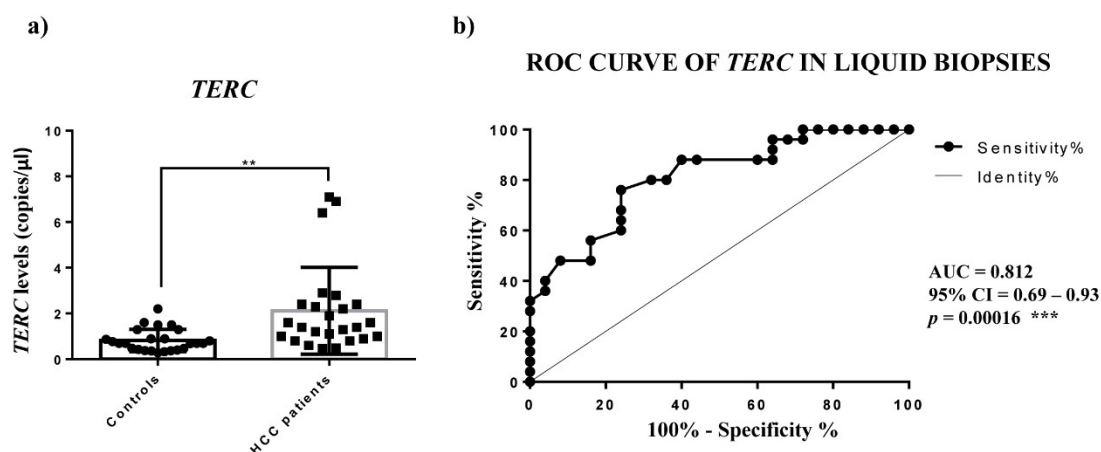 a)
TERC
TERC levels (copies/μl)
10
8
6
4
2
0
**
Controls
HCC patients
b)
ROC CURVE OF TERC IN LIQUID BIOPSIES
Sensitivity %
100
80
60
40
20
0
0 20 40 60 80 100
100% - Specificity %
Sensitivity%
Identity%
AUC = 0.812
95% CI = 0.69 – 0.93
p = 0.00016 ***